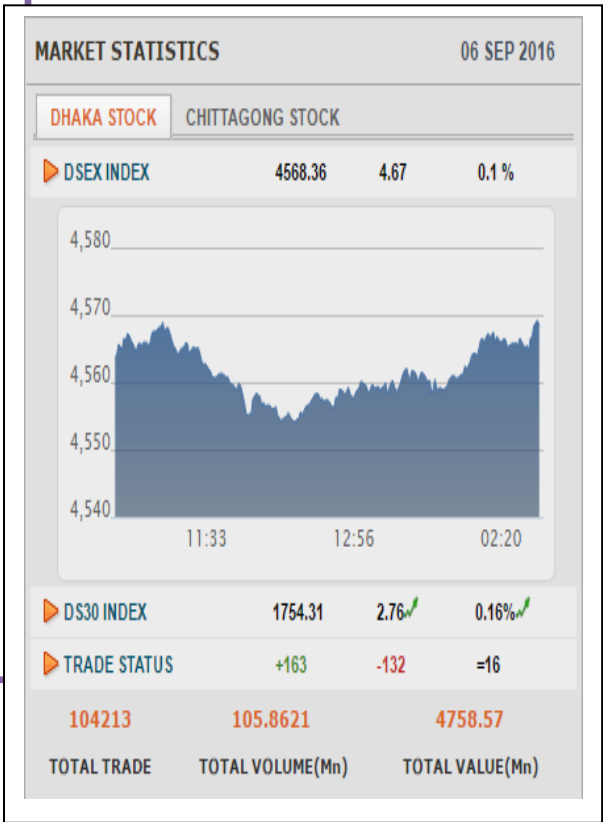 MARKET STATISTICS 06 SEP 2016
DHAKA STOCK CHITTAGONG STOCK
DSEX INDEX 4568.36 4.67 0.1 %
4,580
4,570
4,560
4,550
4,540
11:33 12:56 02:20
DS30 INDEX 1754.31 2.76 0.16%
TRADE STATUS +163 -132 =16
104213 105.8621 4758.57
TOTAL TRADE TOTAL VOLUME(Mn) TOTAL VALUE(Mn)